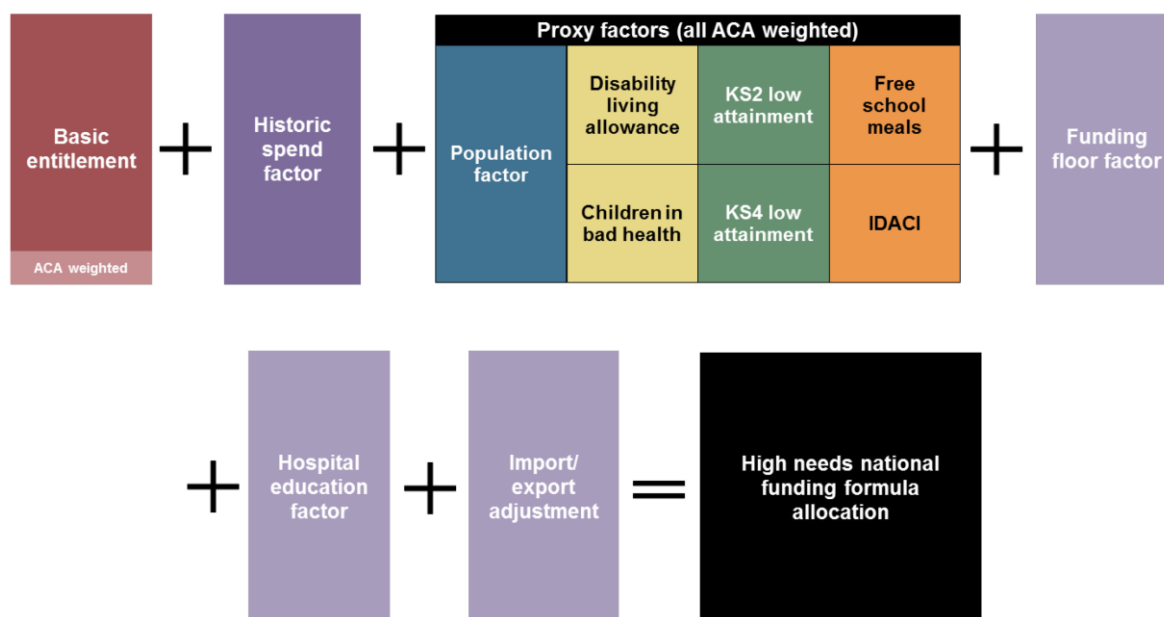 Proxy factors (all ACA weighted)
Basic
entitlement
ACA weighted
+
Historic
spend
factor
+
Population
factor
Disability
living
allowance
KS2 low
attainment
Free
school
meals
Children in
bad health
KS4 low
attainment
IDACI
+
Funding
floor factor
+
Hospital
education
factor
+
Import/
export
adjustment
=
High needs national
funding formula
allocation